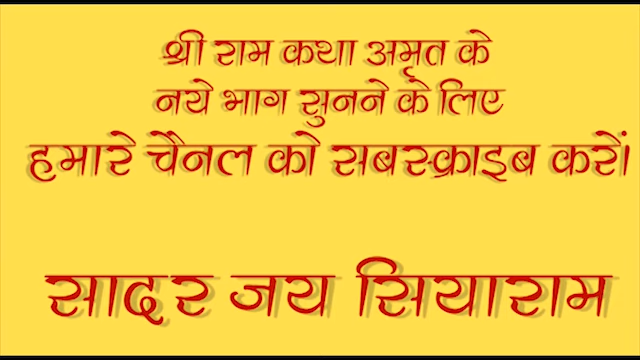 श्री राम कथा अमृत के
नये भाग सुनने के लिए
हमारे चैनल को सबस्क्राइब करों।
सादर जय सियाराम